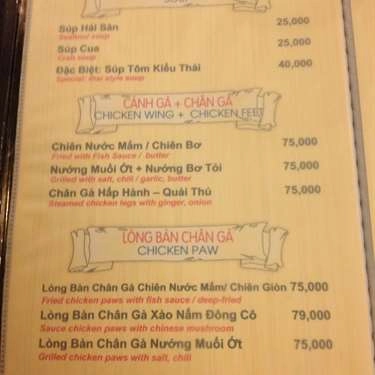 SOUP
Súp Hải Sản 25,000
Seafood soup
Súp Cua 25,000
Crab soup
Đặc Biệt: Súp Tôm Kiểu Thái 40,000
Special: thai style soup
CÁNH GÀ + CHÂN GÀ
CHICKEN WING + CHICKEN FEET
Chiên Nước Mắm / Chiên Bơ 75,000
Fried with Fish Sauce / butter
Nướng Muối Ớt + Nướng Bơ Tỏi 75,000
Grilled with salt, chili / garlic, butter
Chân Gà Hấp Hành – Quái Thú 75,000
Steamed chicken legs with ginger, onion
LÒNG BÀN CHÂN GÀ
CHICKEN PAW
Lòng Bàn Chân Gà Chiên Nước Mắm/ Chiên Giòn 75,000
Fried chicken paws with fish sauce / deep-fried
Lòng Bàn Chân Gà Xào Nấm Đông Cô 79,000
Sauce chicken paws with chinese mushroom
Lòng Bàn Chân Gà Nướng Muối Ớt 75,000
Grilled chicken paws with salt, chili